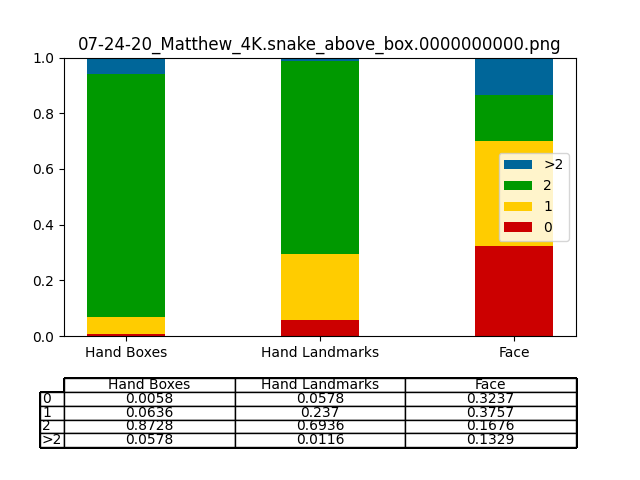 07-24-20_Matthew_4K.snake_above_box.0000000000.png
1.0
0.8
0.6
0.4
0.2
0.0
>2
2
1
0
Hand Boxes Hand Landmarks Face
Hand Boxes Hand Landmarks Face
0 0.0058 0.0578 0.3237
1 0.0636 0.237 0.3757
2 0.8728 0.6936 0.1676
>2 0.0578 0.0116 0.1329